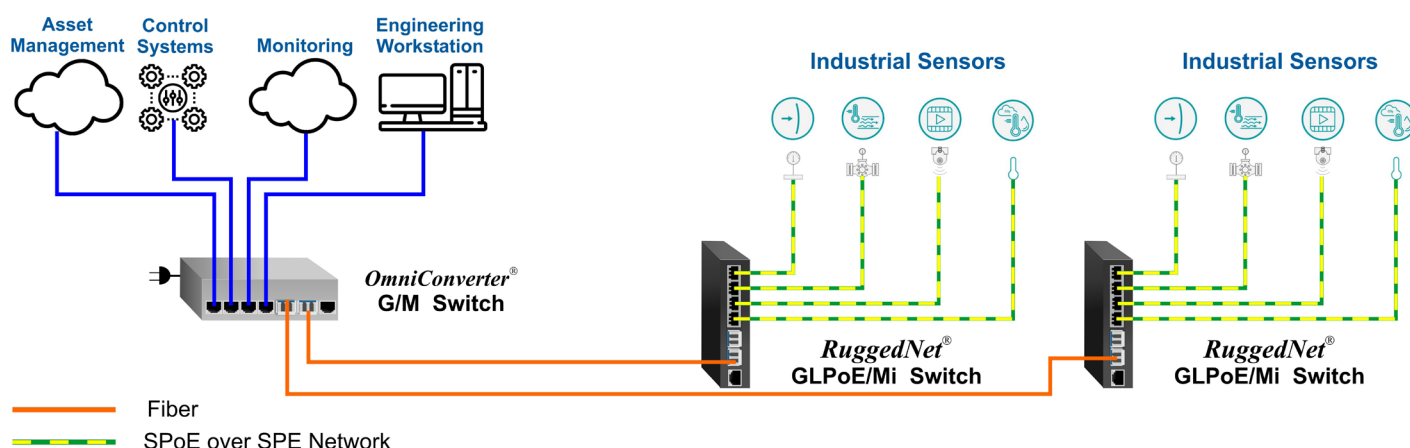 Asset
Management
Control
Systems
Monitoring
Engineering
Workstation
Industrial Sensors
Industrial Sensors
OmniConverter®
G/M Switch
RuggedNet®
GLPoE/Mi Switch
RuggedNet®
GLPoE/Mi Switch
Fiber
SPoE over SPE Network